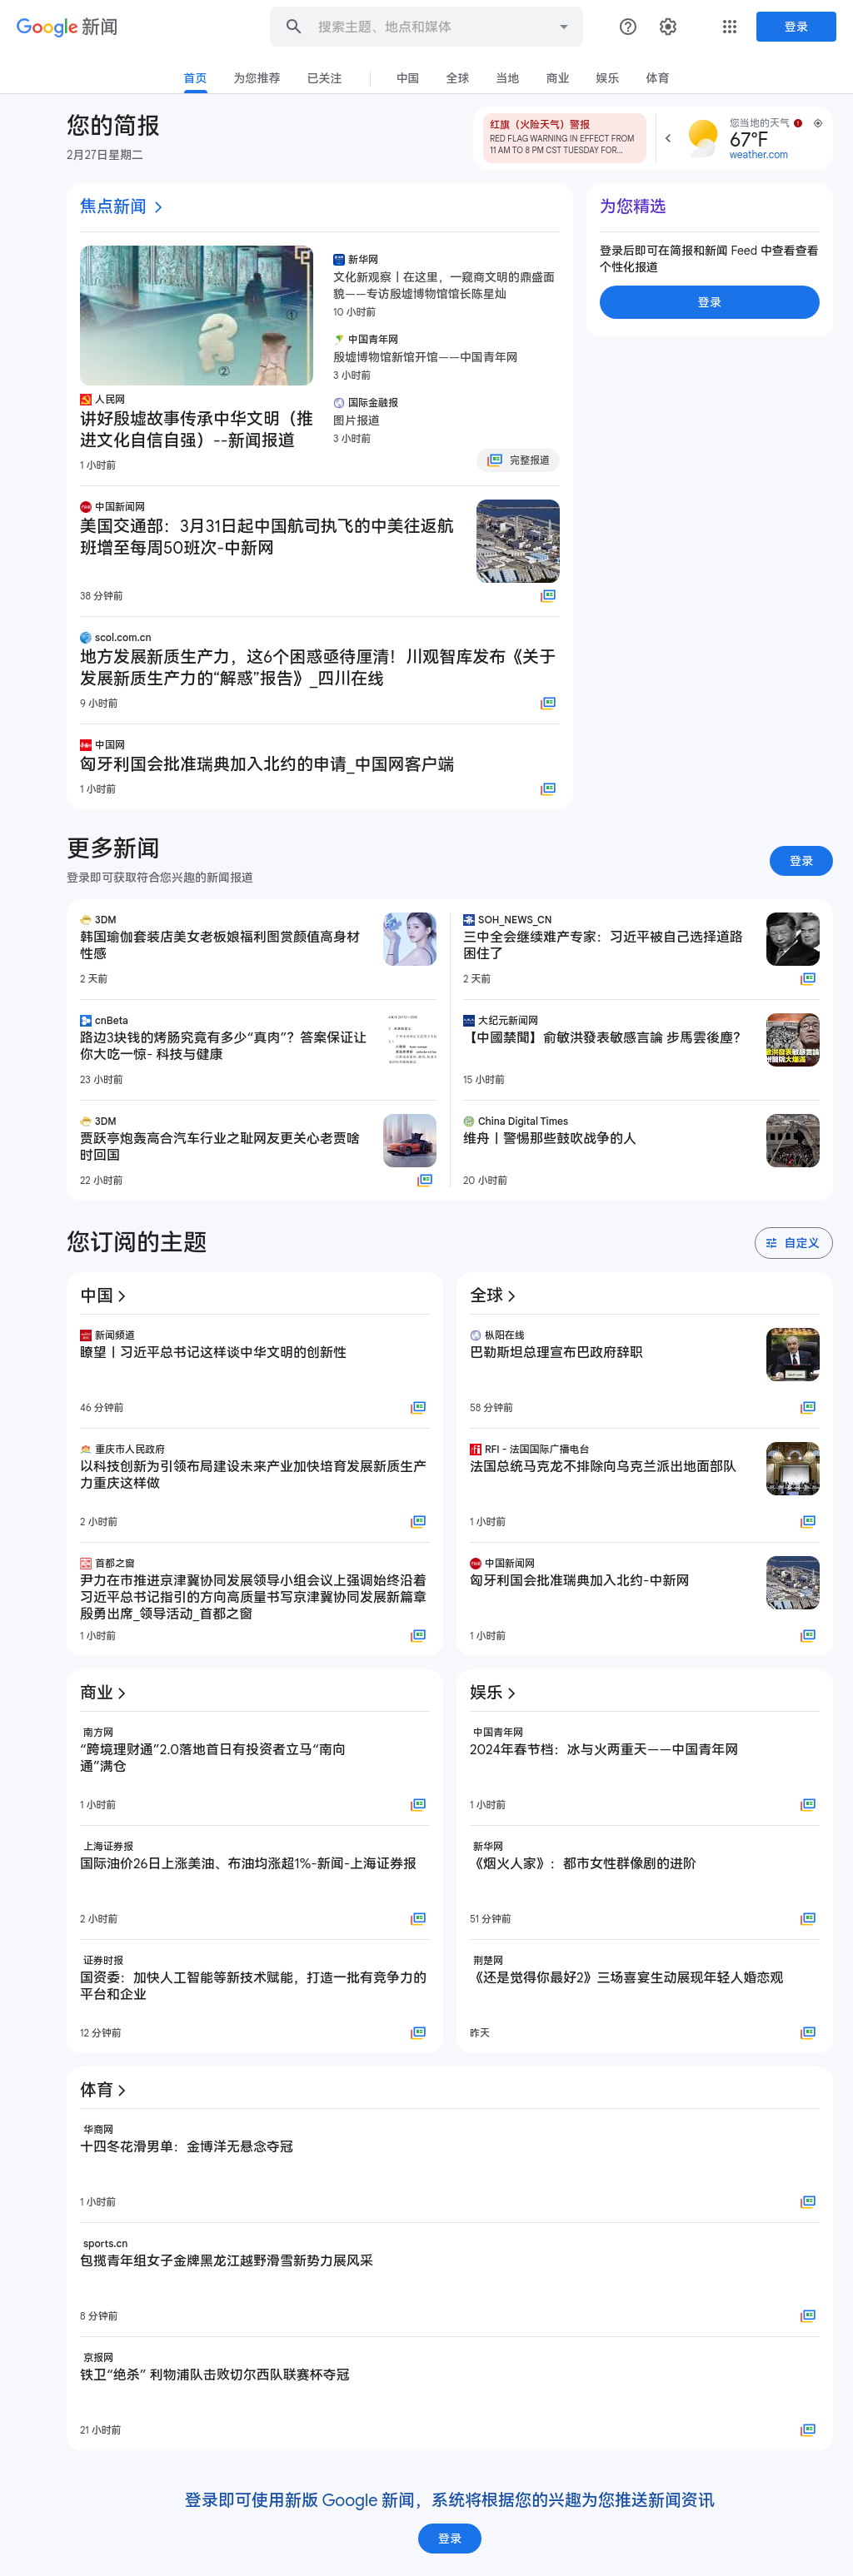 Google 新闻
搜索主题、地点和媒体
登录
首页
为您推荐
已关注
中国
全球
当地
商业
娱乐
体育
您的简报
2月27日星期二
红旗（火险天气）警报
RED FLAG WARNING IN EFFECT FROM
11 AM TO 8 PM CST TUESDAY FOR...
您当地的天气
67°F
weather.com
焦点新闻
人民网
讲好殷墟故事传承中华文明（推
进文化自信自强）--新闻报道
1 小时前
新华网
文化新观察丨在这里，一窥商文明的鼎盛面
貌——专访殷墟博物馆馆长陈星灿
10 小时前
中国青年网
殷墟博物馆新馆开馆——中国青年网
3 小时前
国际金融报
图片报道
3 小时前
完整报道
中国新闻网
美国交通部：3月31日起中国航司执飞的中美往返航
班增至每周50班次-中新网
38 分钟前
scol.com.cn
地方发展新质生产力，这6个困惑亟待厘清！川观智库发布《关于
发展新质生产力的“解惑”报告》_四川在线
9 小时前
中国网
匈牙利国会批准瑞典加入北约的申请_中国网客户端
1 小时前
为您精选
登录后即可在简报和新闻 Feed 中查看查看
个性化报道
登录
更多新闻
登录即可获取符合您兴趣的新闻报道
登录
3DM
韩国瑜伽套装店美女老板娘福利图赏颜值高身材
性感
2 天前
cnBeta
路边3块钱的烤肠究竟有多少“真肉”？答案保证让
你大吃一惊- 科技与健康
23 小时前
3DM
贾跃亭炮轰高合汽车行业之耻网友更关心老贾啥
时回国
22 小时前
SOH_NEWS_CN
三中全会继续难产专家：习近平被自己选择道路
困住了
2 天前
大纪元新闻网
【中國禁聞】俞敏洪發表敏感言論 步馬雲後塵？
15 小时前
China Digital Times
维舟丨警惕那些鼓吹战争的人
20 小时前
您订阅的主题
自定义
中国
新闻频道
瞭望丨习近平总书记这样谈中华文明的创新性
46 分钟前
重庆市人民政府
以科技创新为引领布局建设未来产业加快培育发展新质生产
力重庆这样做
2 小时前
首都之窗
尹力在市推进京津冀协同发展领导小组会议上强调始终沿着
习近平总书记指引的方向高质量书写京津冀协同发展新篇章
殷勇出席_领导活动_首都之窗
1 小时前
全球
枞阳在线
巴勒斯坦总理宣布巴政府辞职
58 分钟前
RFI - 法国国际广播电台
法国总统马克龙不排除向乌克兰派出地面部队
1 小时前
中国新闻网
匈牙利国会批准瑞典加入北约-中新网
1 小时前
商业
南方网
“跨境理财通”2.0落地首日有投资者立马“南向
通”满仓
1 小时前
上海证券报
国际油价26日上涨美油、布油均涨超1%-新闻-上海证券报
2 小时前
证券时报
国资委：加快人工智能等新技术赋能，打造一批有竞争力的
平台和企业
12 分钟前
娱乐
中国青年网
2024年春节档：冰与火两重天——中国青年网
1 小时前
新华网
《烟火人家》：都市女性群像剧的进阶
51 分钟前
荆楚网
《还是觉得你最好2》三场喜宴生动展现年轻人婚恋观
昨天
体育
华商网
十四冬花滑男单：金博洋无悬念夺冠
1 小时前
sports.cn
包揽青年组女子金牌黑龙江越野滑雪新势力展风采
8 分钟前
京报网
铁卫“绝杀” 利物浦队击败切尔西队联赛杯夺冠
21 小时前
登录即可使用新版 Google 新闻，系统将根据您的兴趣为您推送新闻资讯
登录